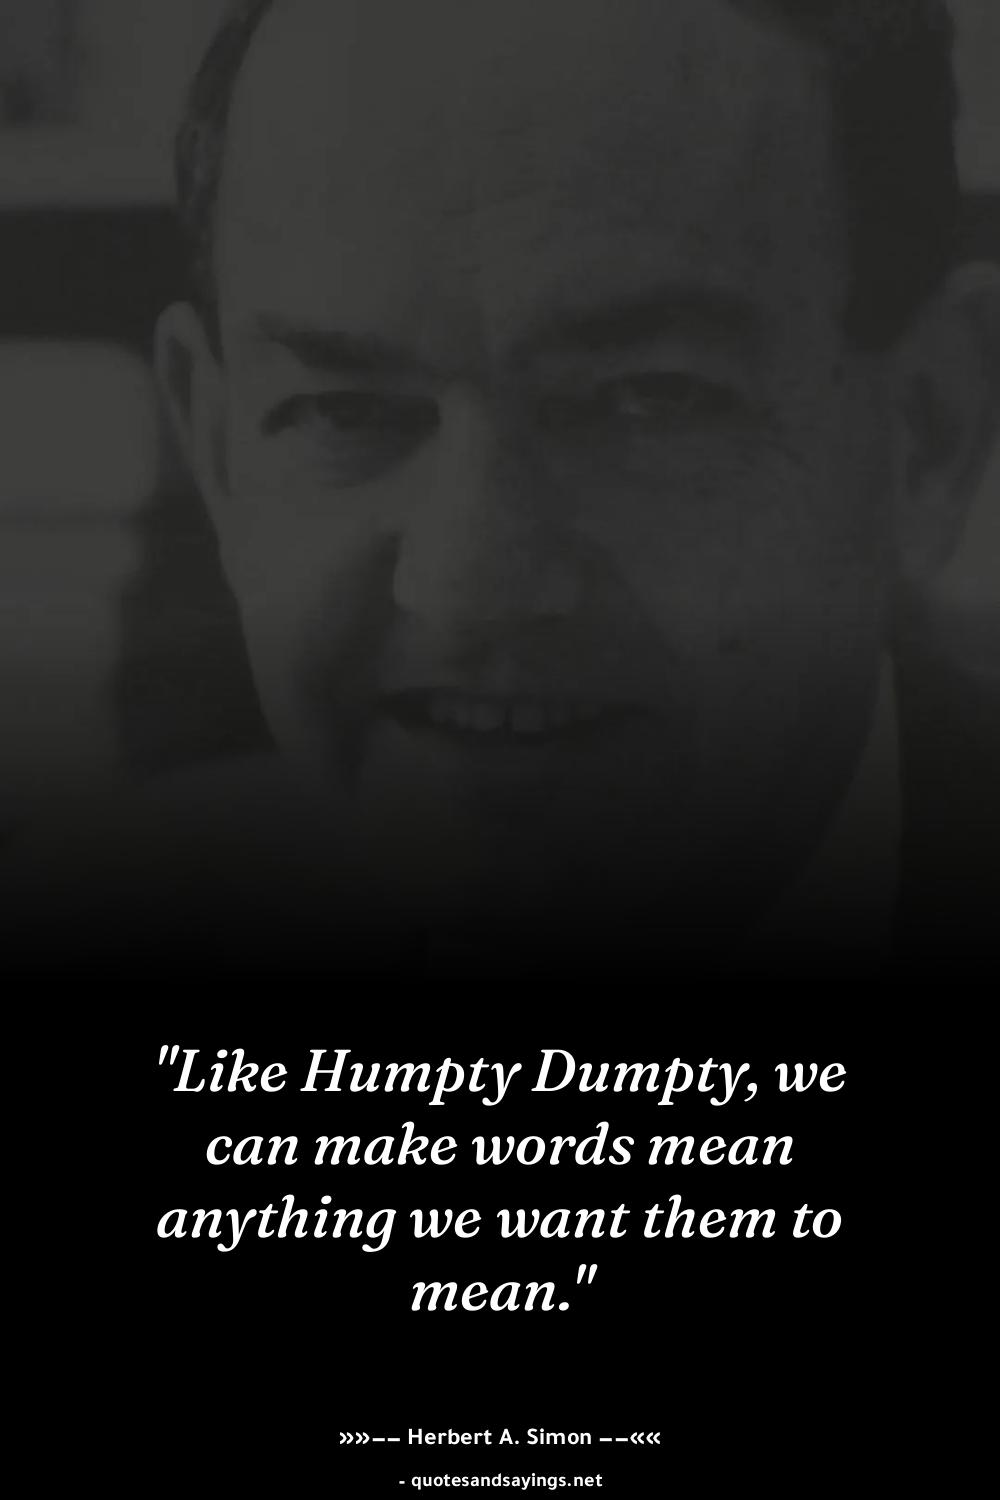 "Like Humpty Dumpty, we
can make words mean
anything we want them to
mean."
»»−− Herbert A. Simon −−««
- quotesandsayings.net